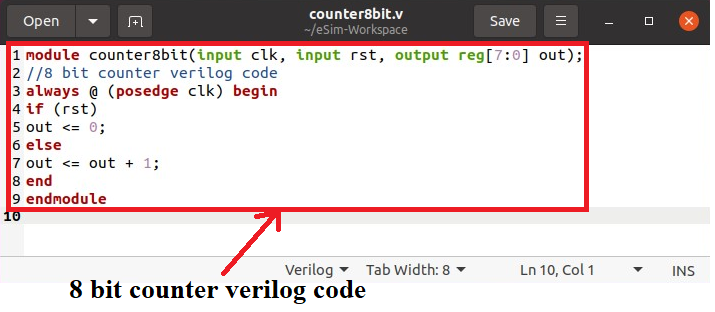 Open
counter8bit.v
~/eSim-Workspace
Save
1 module counter8bit(input clk, input rst, output reg[7:0] out);
2 //8 bit counter verilog code
3 always @ (posedge clk) begin
4 if (rst)
5 out <= 0;
6 else
7 out <= out + 1;
8 end
9 endmodule
10
Verilog Tab Width: 8 Ln 10, Col 1 INS
8 bit counter verilog code